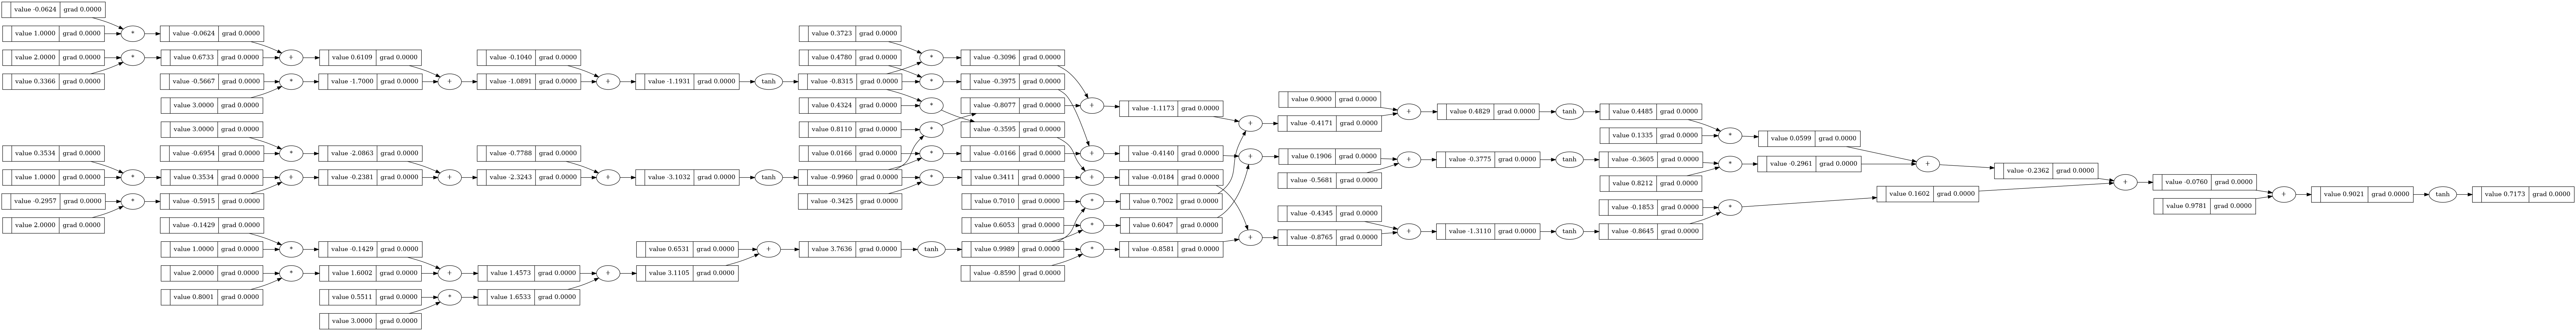 value -0.0624 grad 0.0000
value 1.0000 grad 0.0000
*
value -0.0624 grad 0.0000
value 0.3723 grad 0.0000
value 2.0000 grad 0.0000
*
value 0.6733 grad 0.0000
+
value 0.6109 grad 0.0000
value -0.1040 grad 0.0000
value 0.4780 grad 0.0000
*
value -0.3096 grad 0.0000
value 0.3366 grad 0.0000
value -0.5667 grad 0.0000
*
value -1.7000 grad 0.0000
+
value -1.0891 grad 0.0000
+
value -1.1931 grad 0.0000
tanh
value -0.8315 grad 0.0000
*
value -0.3975 grad 0.0000
value 0.9000 grad 0.0000
value 3.0000 grad 0.0000
value 0.4324 grad 0.0000
*
value -0.8077 grad 0.0000
+
value -1.1173 grad 0.0000
+
value 0.4829 grad 0.0000
tanh
value 0.4485 grad 0.0000
value 3.0000 grad 0.0000
value 0.8110 grad 0.0000
*
value -0.3595 grad 0.0000
+
value -0.4171 grad 0.0000
value 0.1335 grad 0.0000
*
value 0.0599 grad 0.0000
value 0.3534 grad 0.0000
value -0.6954 grad 0.0000
*
value -2.0863 grad 0.0000
value -0.7788 grad 0.0000
value 0.0166 grad 0.0000
*
value -0.0166 grad 0.0000
+
value -0.4140 grad 0.0000
+
value 0.1906 grad 0.0000
+
value -0.3775 grad 0.0000
tanh
value -0.3605 grad 0.0000
*
value -0.2961 grad 0.0000
+
value -0.2362 grad 0.0000
value 1.0000 grad 0.0000
*
value 0.3534 grad 0.0000
+
value -0.2381 grad 0.0000
+
value -2.3243 grad 0.0000
+
value -3.1032 grad 0.0000
tanh
value -0.9960 grad 0.0000
*
value 0.3411 grad 0.0000
+
value -0.0184 grad 0.0000
value -0.5681 grad 0.0000
value 0.8212 grad 0.0000
+
value -0.0760 grad 0.0000
value -0.2957 grad 0.0000
*
value -0.5915 grad 0.0000
value -0.3425 grad 0.0000
value 0.7010 grad 0.0000
*
value 0.7002 grad 0.0000
value 0.1602 grad 0.0000
+
value 0.9021 grad 0.0000
tanh
value 0.7173 grad 0.0000
value -0.1853 grad 0.0000
*
value 0.9781 grad 0.0000
value 2.0000 grad 0.0000
value -0.1429 grad 0.0000
value 0.6053 grad 0.0000
*
value 0.6047 grad 0.0000
value -0.4345 grad 0.0000
+
value -1.3110 grad 0.0000
tanh
value -0.8645 grad 0.0000
value 1.0000 grad 0.0000
*
value -0.1429 grad 0.0000
value 0.6531 grad 0.0000
+
value 3.7636 grad 0.0000
tanh
value 0.9989 grad 0.0000
*
value -0.8581 grad 0.0000
+
value -0.8765 grad 0.0000
value 2.0000 grad 0.0000
*
value 1.6002 grad 0.0000
+
value 1.4573 grad 0.0000
+
value 3.1105 grad 0.0000
value -0.8590 grad 0.0000
value 0.8001 grad 0.0000
value 0.5511 grad 0.0000
*
value 1.6533 grad 0.0000
value 3.0000 grad 0.0000